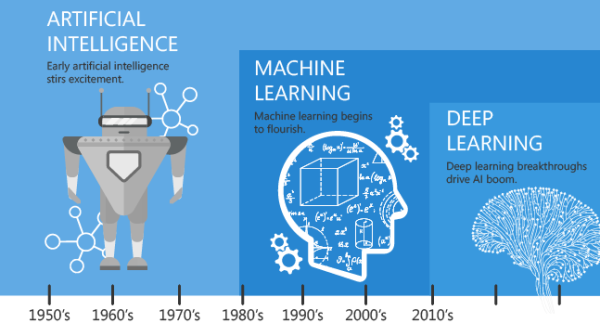 ARTIFICIAL
INTELLIGENCE
Early artificial intelligence
stirs excitement.
MACHINE
LEARNING
Machine learning begins
to flourish.
DEEP
LEARNING
Deep learning breakthroughs
drive AI boom.
1950's 1960's 1970's 1980's 1990's 2000's 2010's